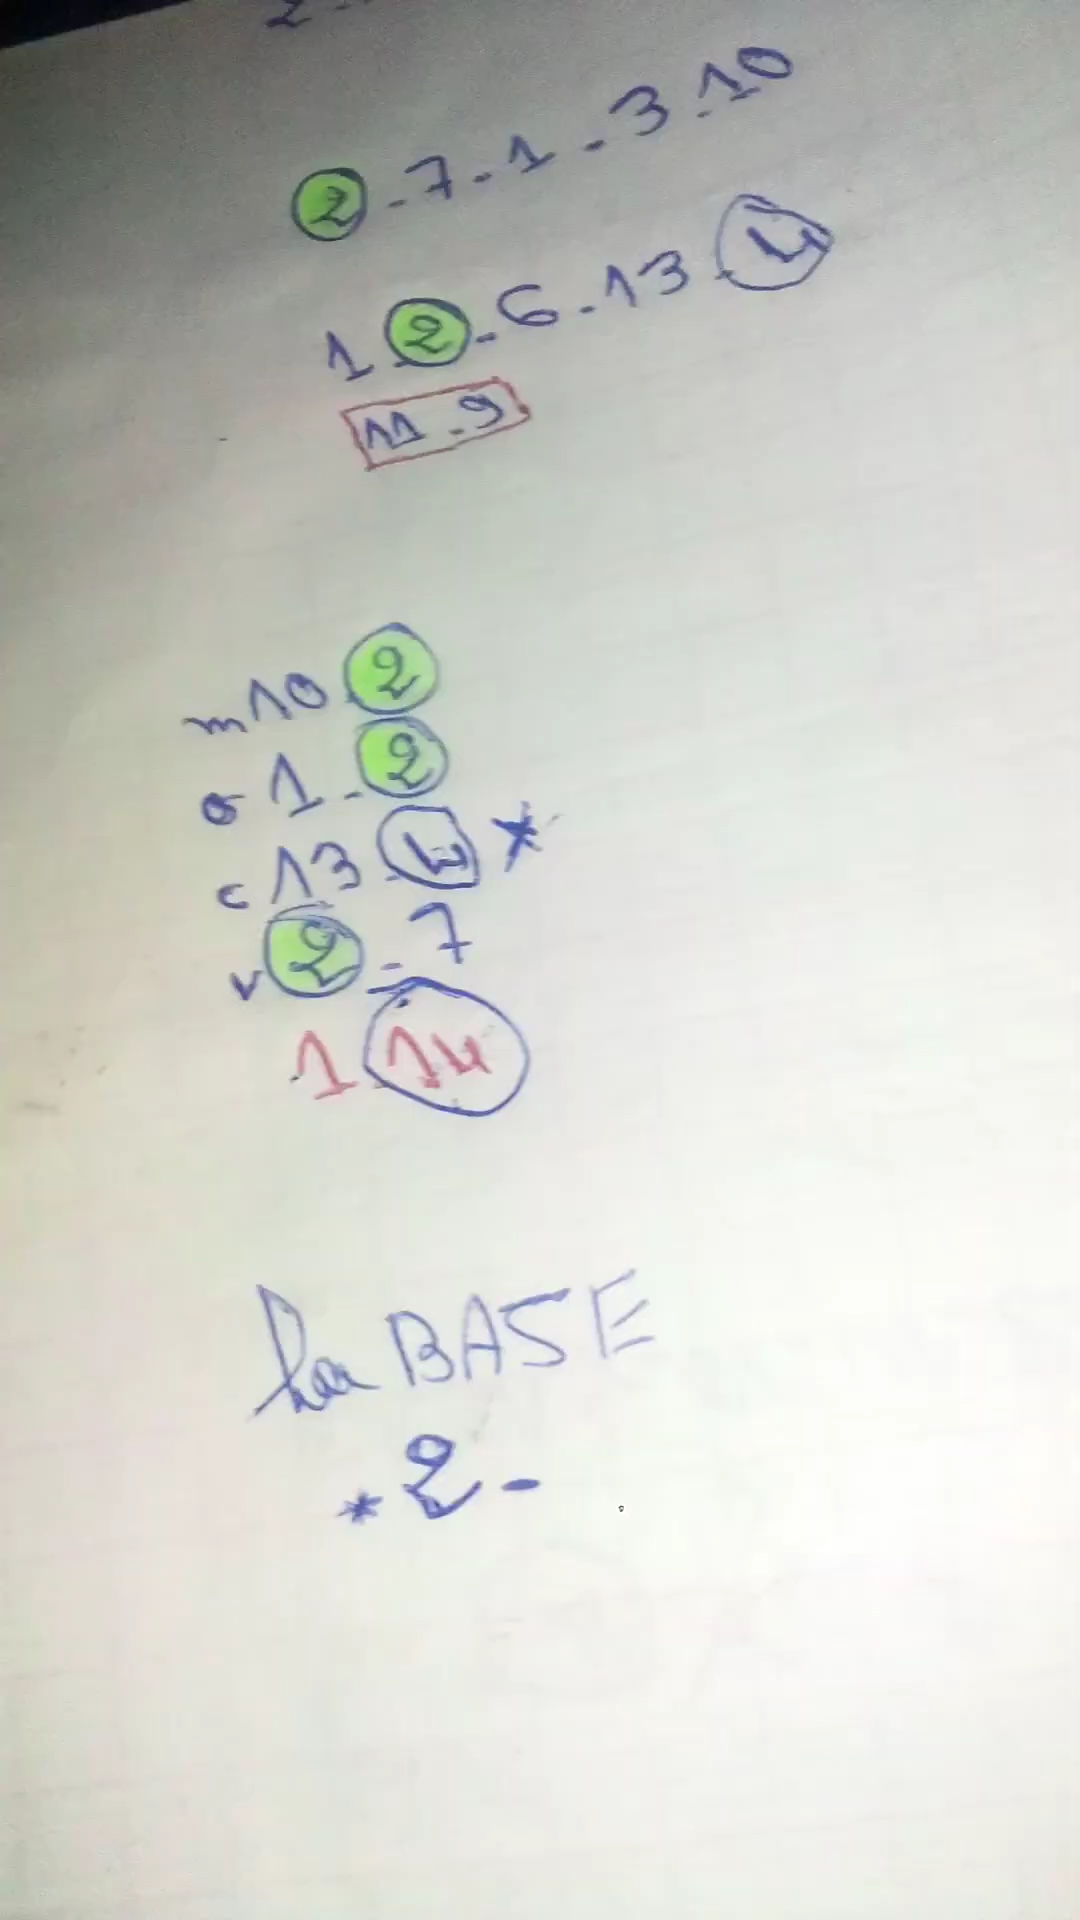 2 - 7 - 1 - 3 . 10
1 . 2 - 6 - 13 . 4
11 - 9
m 10 . 2
o 1 - 2
c 13 . 4 *
v 2 - 7
1 . 14
La BASE
* 2 -